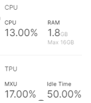 CPU
CPU RAM
13.00% 1.8GB
Max 16GB
TPU
MXU Idle Time
17.00% _ 50.00%